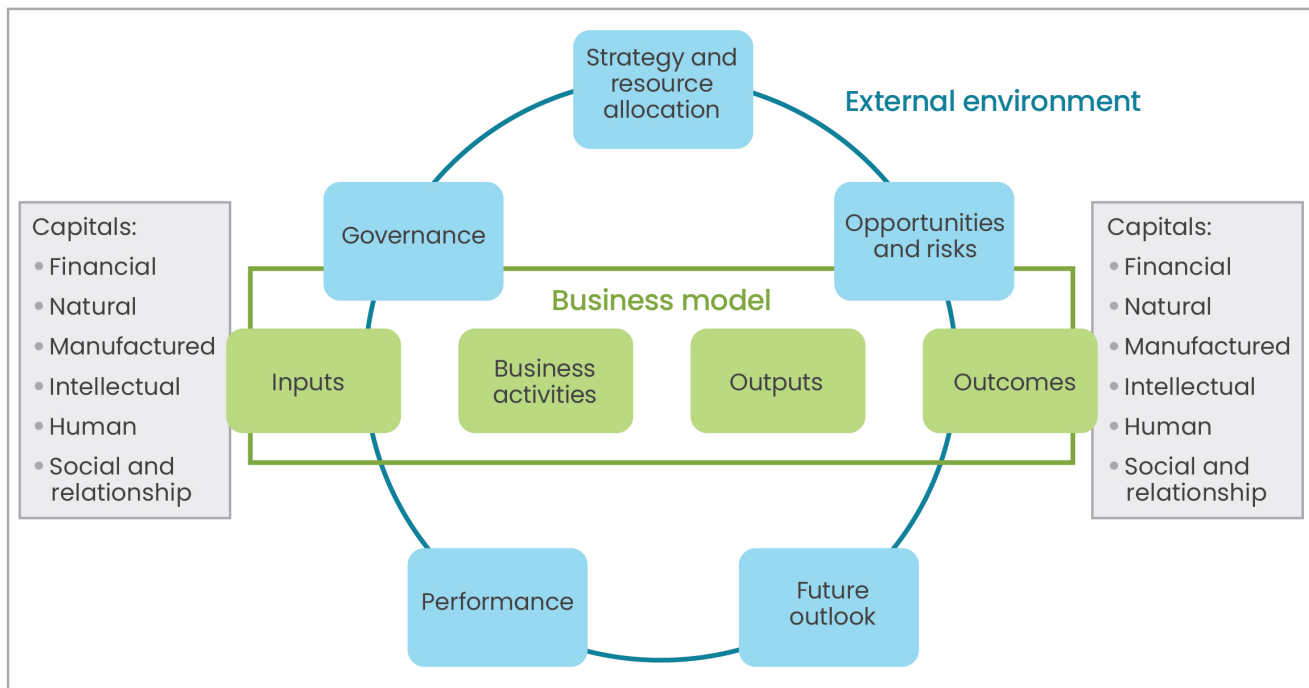 Strategy and
resource
allocation
External environment
Governance
Opportunities
and risks
Capitals:
• Financial
• Natural
• Manufactured
• Intellectual
• Human
• Social and
relationship
Business model
Inputs
Business
activities
Outputs
Outcomes
Capitals:
• Financial
• Natural
• Manufactured
• Intellectual
• Human
• Social and
relationship
Performance
Future
outlook